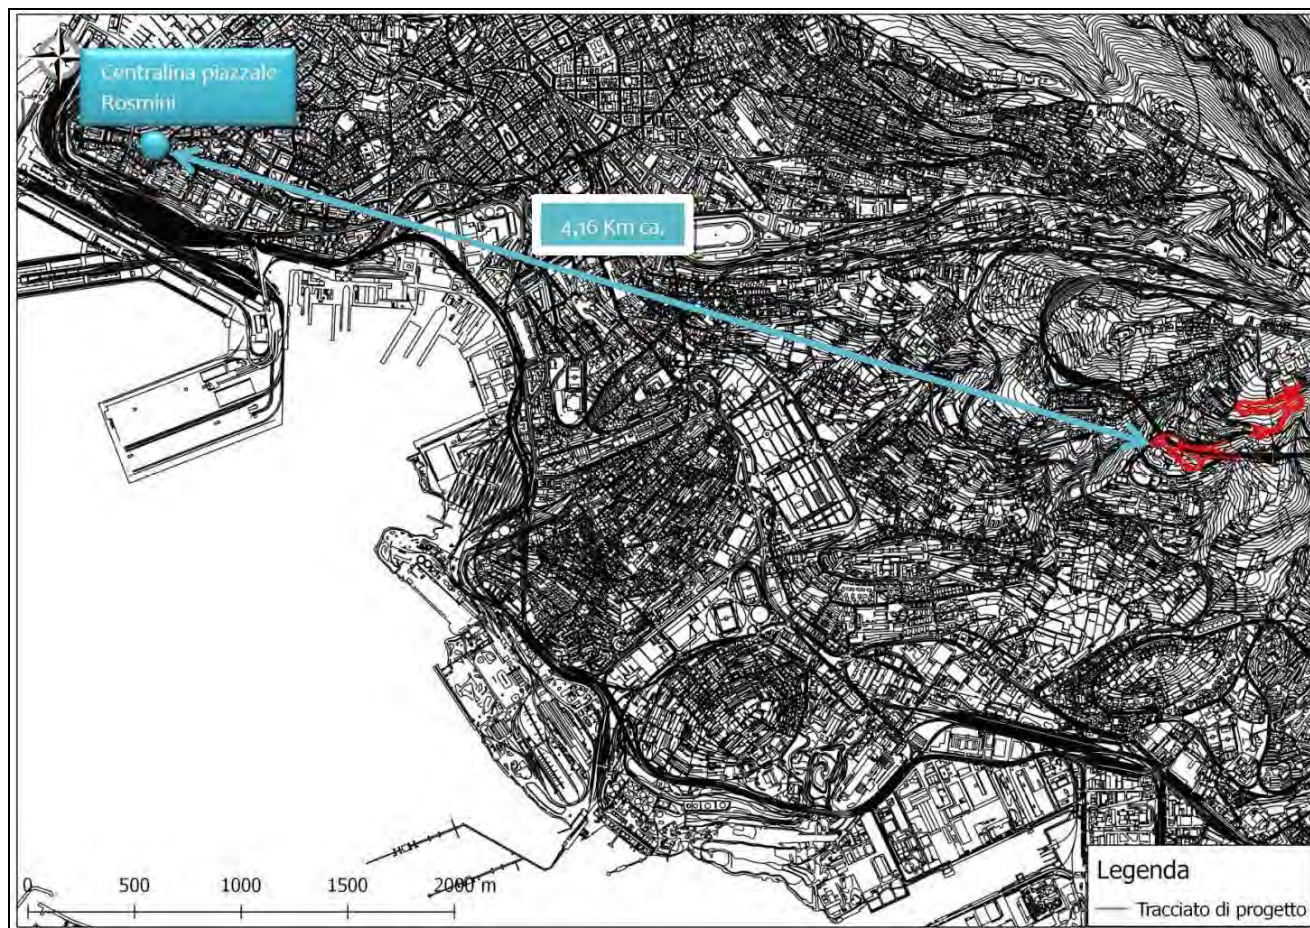 Centralina piazzale
Rosmini
4,16 Km ca.
0 500 1000 1500 2000 m
Legenda
Tracciato di progetto